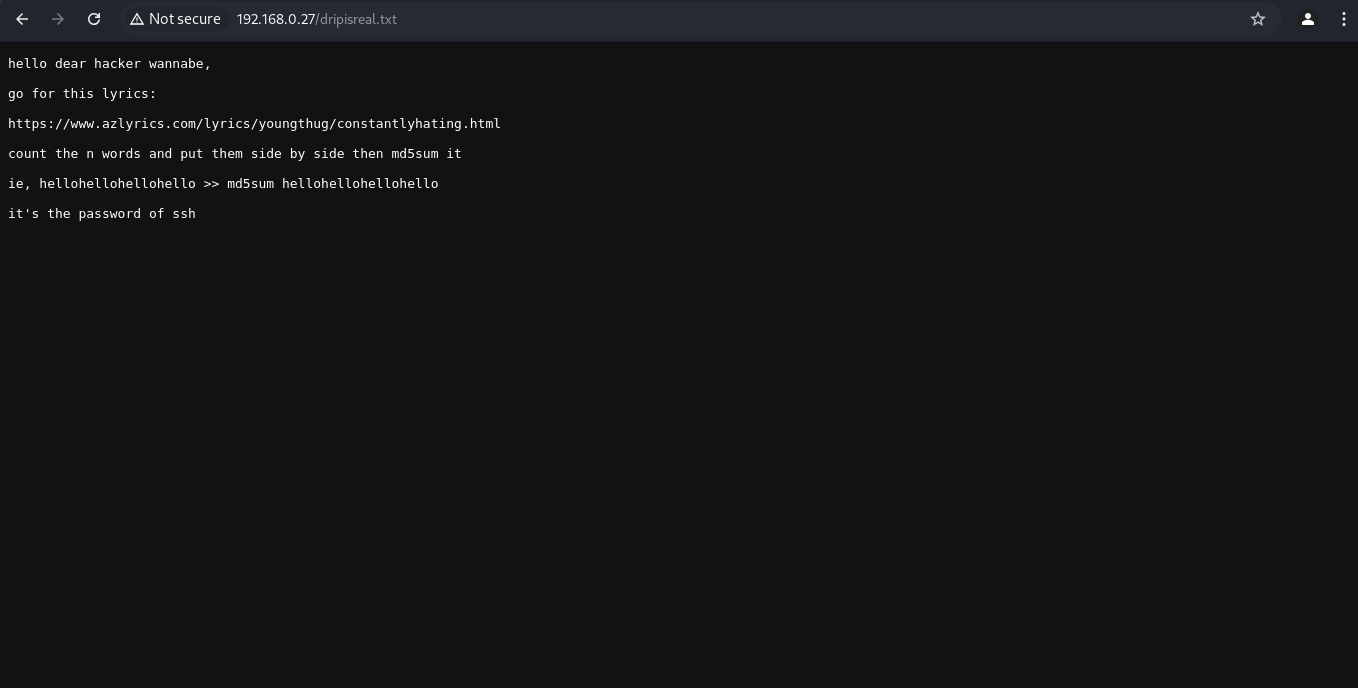 Not secure 192.168.0.27/dripisreal.txt
hello dear hacker wannabe,
go for this lyrics:
https://www.azlyrics.com/lyrics/youngthug/constantlyhating.html
count the n words and put them side by side then md5sum it
ie, hellohellohellohello >> md5sum hellohellohellohello
it's the password of ssh